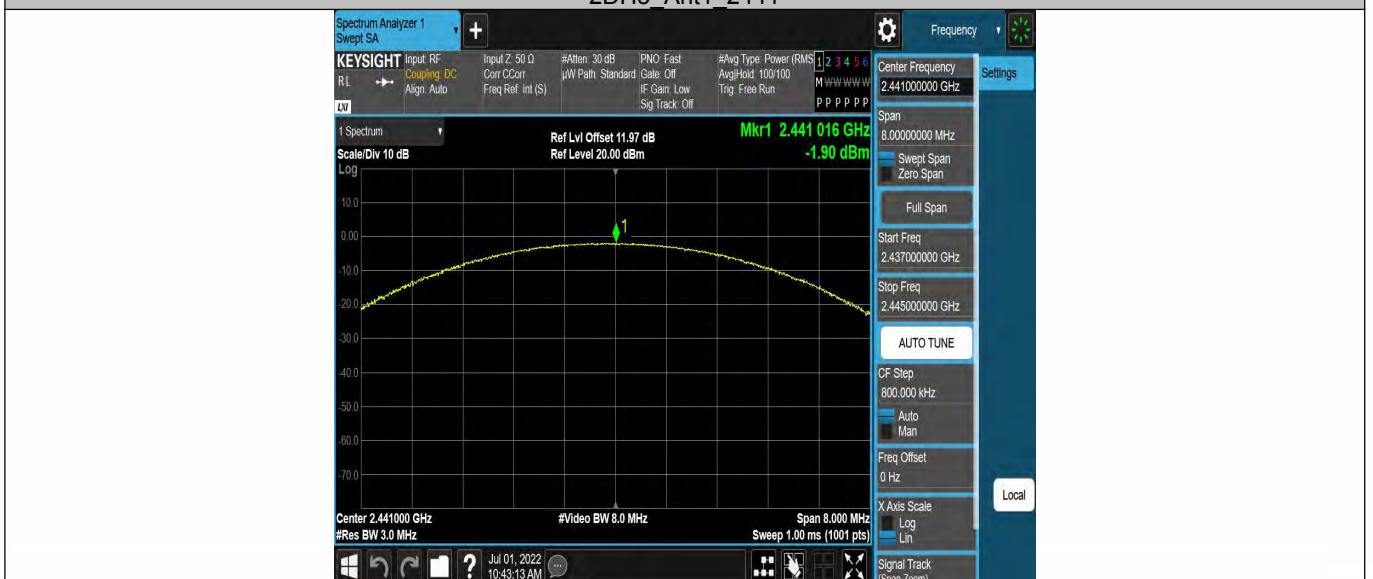 Spectrum Analyzer 1
Swept SA
+
Frequency
KEYSIGHT
RL
LXI
Input: RF
Coupling: DC
Align: Auto
Input Z: 50 Ω
Corr CCorr
Freq Ref: Int (S)
#Atten: 30 dB
µW Path: Standard
PNO: Fast
Gate: Off
IF Gain: Low
Sig Track: Off
#Avg Type: Power (RMS
Avg|Hold: 100/100
Trig: Free Run
1 2 3 4 5 6
M W W W W W
P P P P P P
1 Spectrum
Scale/Div 10 dB
Log
Ref Lvl Offset 11.97 dB
Ref Level 20.00 dBm
Mkr1 2.441 016 GHz
-1.90 dBm
10.0
0.00
-10.0
-20.0
-30.0
-40.0
-50.0
-60.0
-70.0
1
Center 2.441000 GHz
#Res BW 3.0 MHz
#Video BW 8.0 MHz
Span 8.000 MHz
Sweep 1.00 ms (1001 pts)
?
Jul 01, 2022
10:43:13 AM
Center Frequency
2.441000000 GHz
Settings
Span
8.00000000 MHz
Swept Span
Zero Span
Full Span
Start Freq
2.437000000 GHz
Stop Freq
2.445000000 GHz
AUTO TUNE
CF Step
800.000 kHz
Auto
Man
Freq Offset
0 Hz
X Axis Scale
Log
Lin
Local
Signal Track